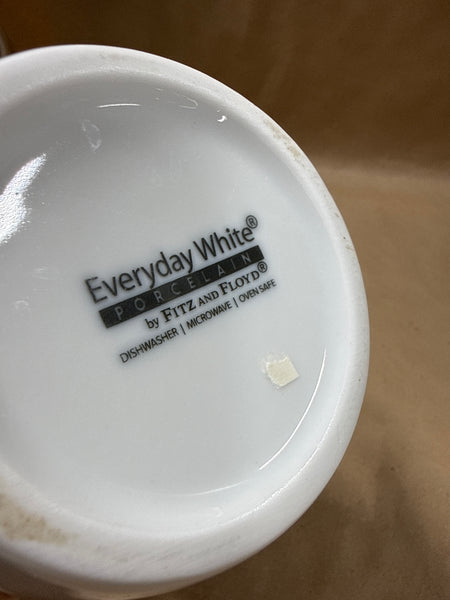 Everyday White®
PORCELAIN
by FITZ AND FLOYD®
DISHWASHER | MICROWAVE | OVEN SAFE